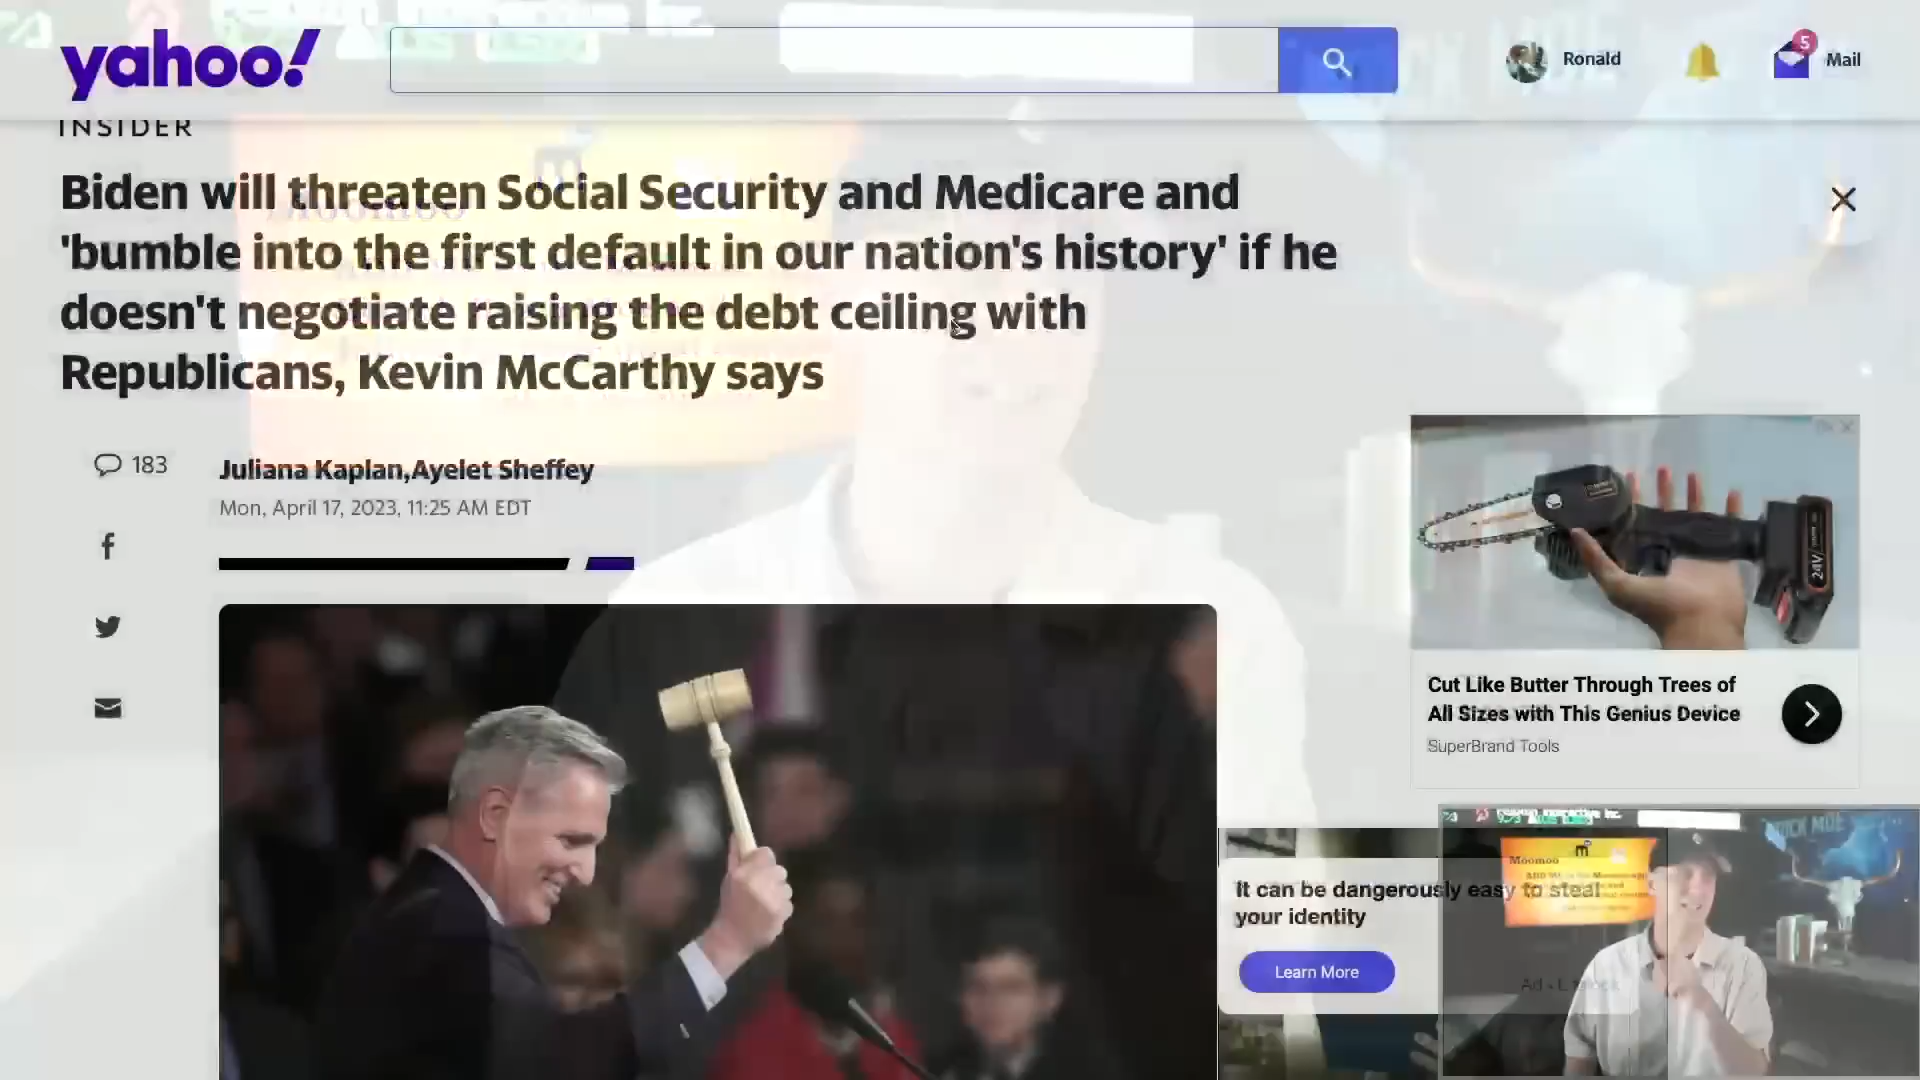 yahoo!
Ronald
5
Mail
INSIDER
Biden will threaten Social Security and Medicare and
'bumble into the first default in our nation's history' if he
doesn't negotiate raising the debt ceiling with
Republicans, Kevin McCarthy says
183
Juliana Kaplan,Ayelet Sheffey
Mon, April 17, 2023, 11:25 AM EDT
24V
Cut Like Butter Through Trees of
All Sizes with This Genius Device
SuperBrand Tools
It can be dangerously easy to steal
your identity
Learn More
Moomoo